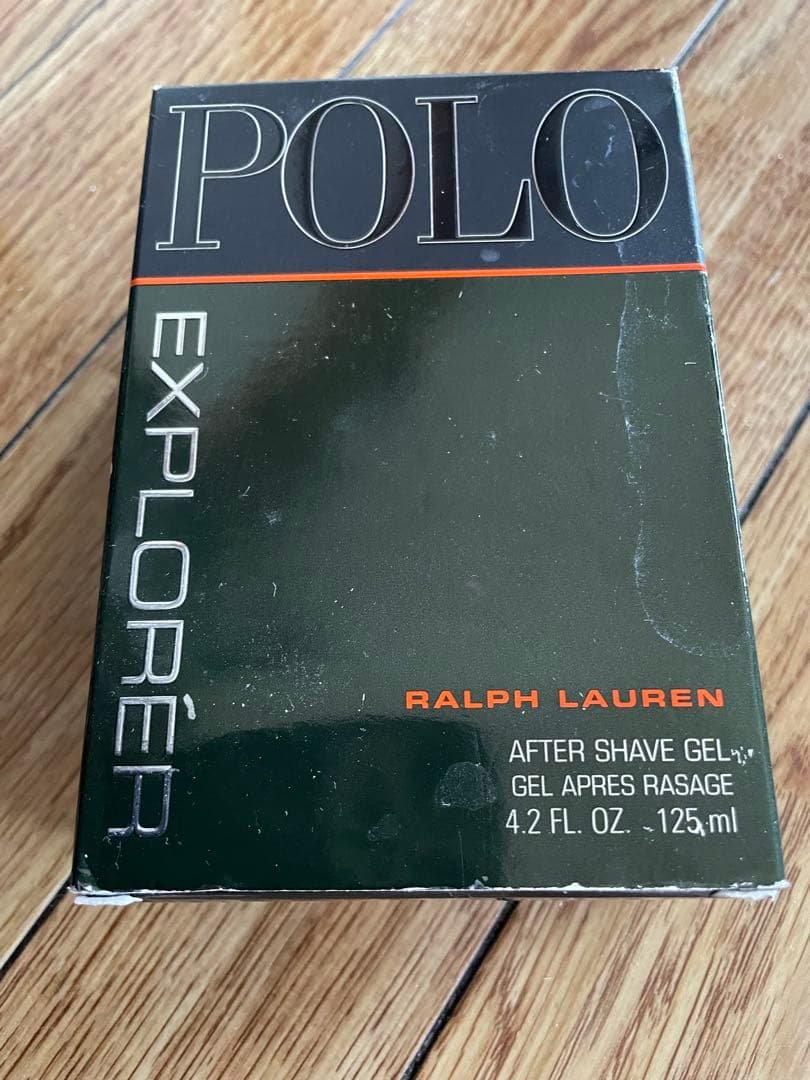 POLO
EXPLORER
RALPH LAUREN
AFTER SHAVE GEL
GEL APRES RASAGE
4.2 FL. OZ. 125 ml